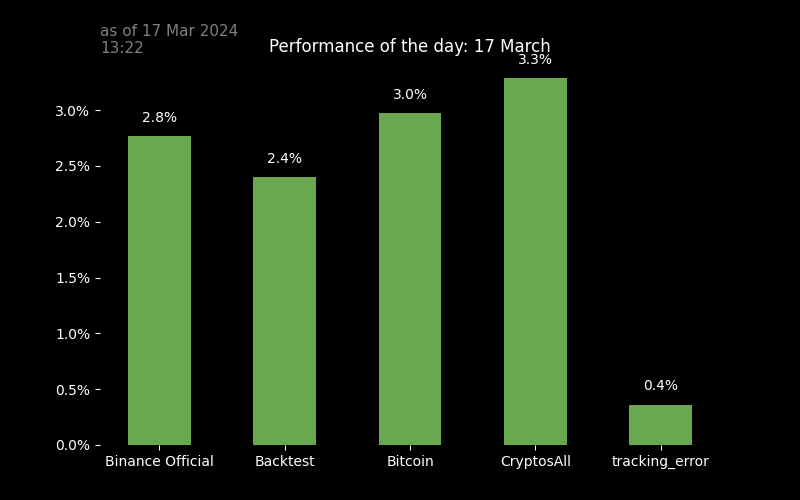 as of 17 Mar 2024
13:22
Performance of the day: 17 March
3.3%
3.0%
2.8%
2.4%
0.4%
3.0%
2.5%
2.0%
1.5%
1.0%
0.5%
0.0%
Binance Official
Backtest
Bitcoin
CryptosAll
tracking_error